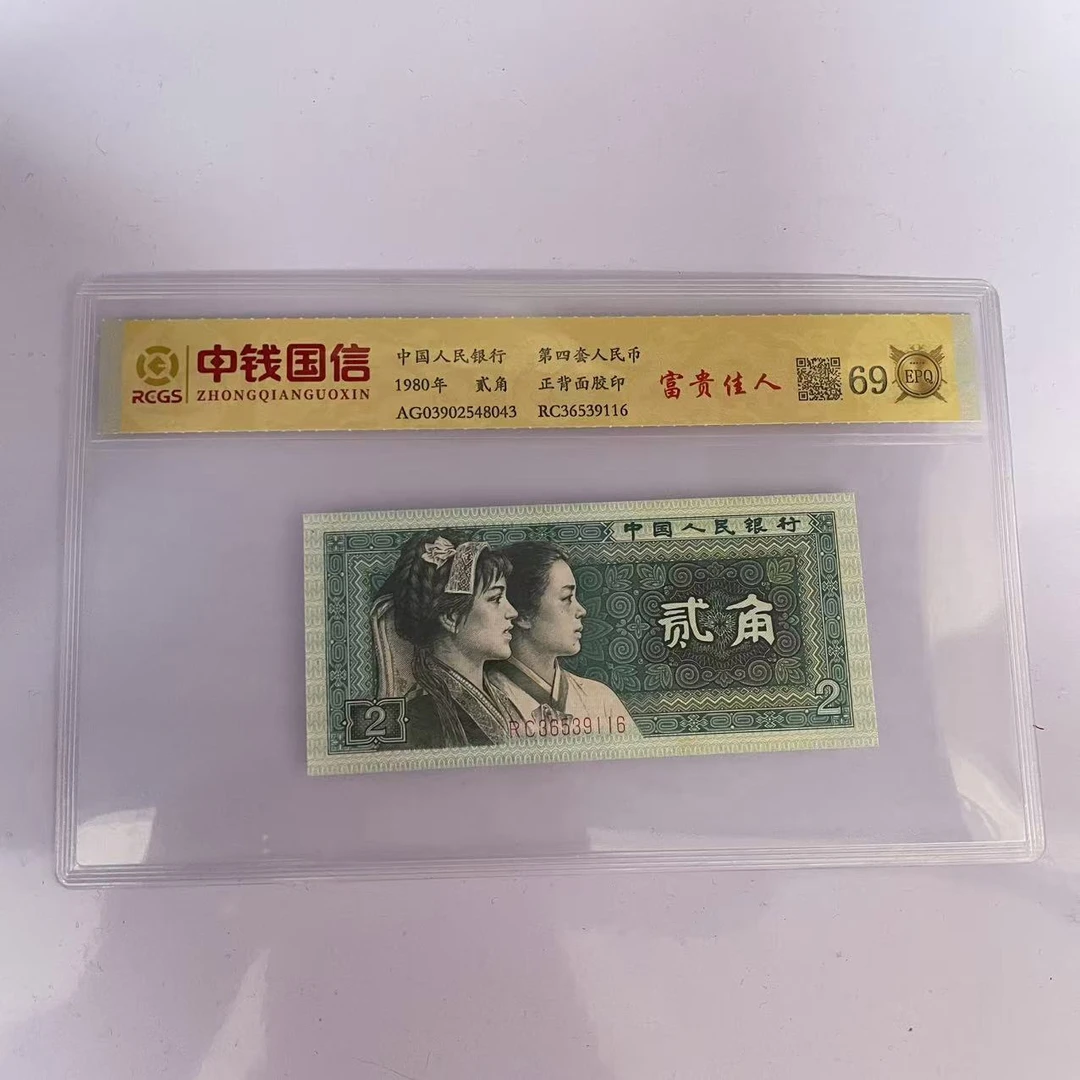 RCGS
中钱国信
ZHONGQIANGUOXIN
中国人民银行 第四套人民币
1980年 贰角 正背面胶印
AG03902548043 RC36539116
富贵佳人
69
EPQ
中国人民银行
贰角
2
2
RC36539116